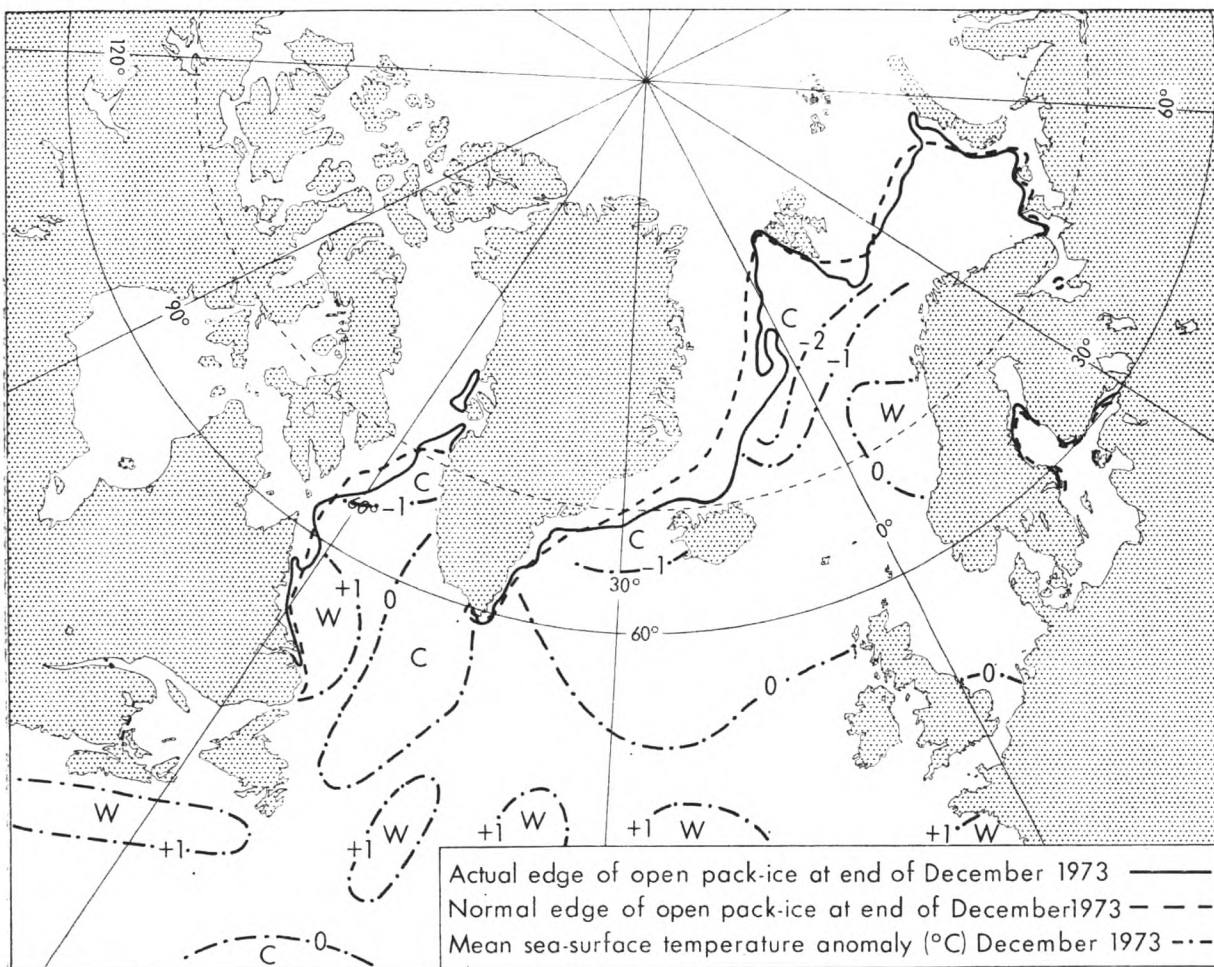 120°
60°
90°
C
-2
-1
30°
W
0
C
60°
-1
0°
C
-1
30°
+1
W
0
C
60°
0
0
W
+1
+1
W
+1
W
+1
W
+1
W
0
C
Actual edge of open pack-ice at end of December 1973
Normal edge of open pack-ice at end of December1973
Mean sea-surface temperature anomaly (°C) December 1973